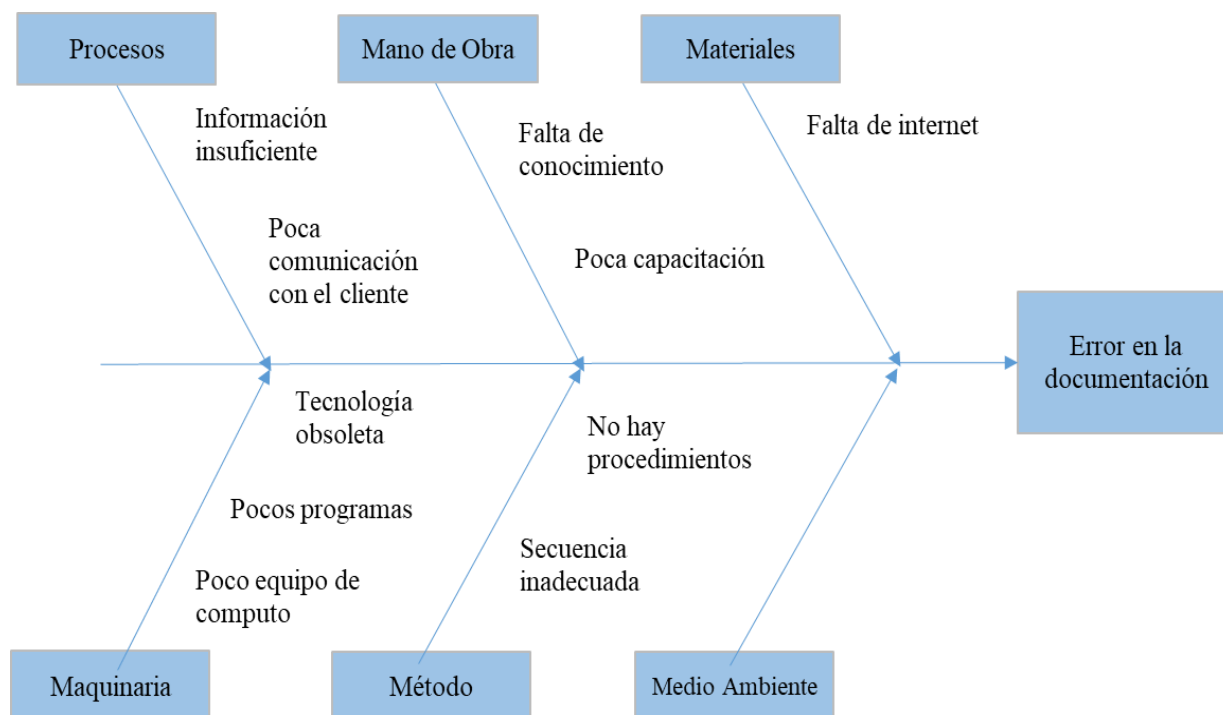 Procesos
Mano de Obra
Materiales
Información
insuficiente
Falta de
conocimiento
Falta de internet
Poca
comunicación
con el cliente
Poca capacitación
Error en la
documentación
Tecnología
obsoleta
No hay
procedimientos
Pocos programas
Secuencia
inadecuada
Poco equipo de
computo
Maquinaria
Método
Medio Ambiente